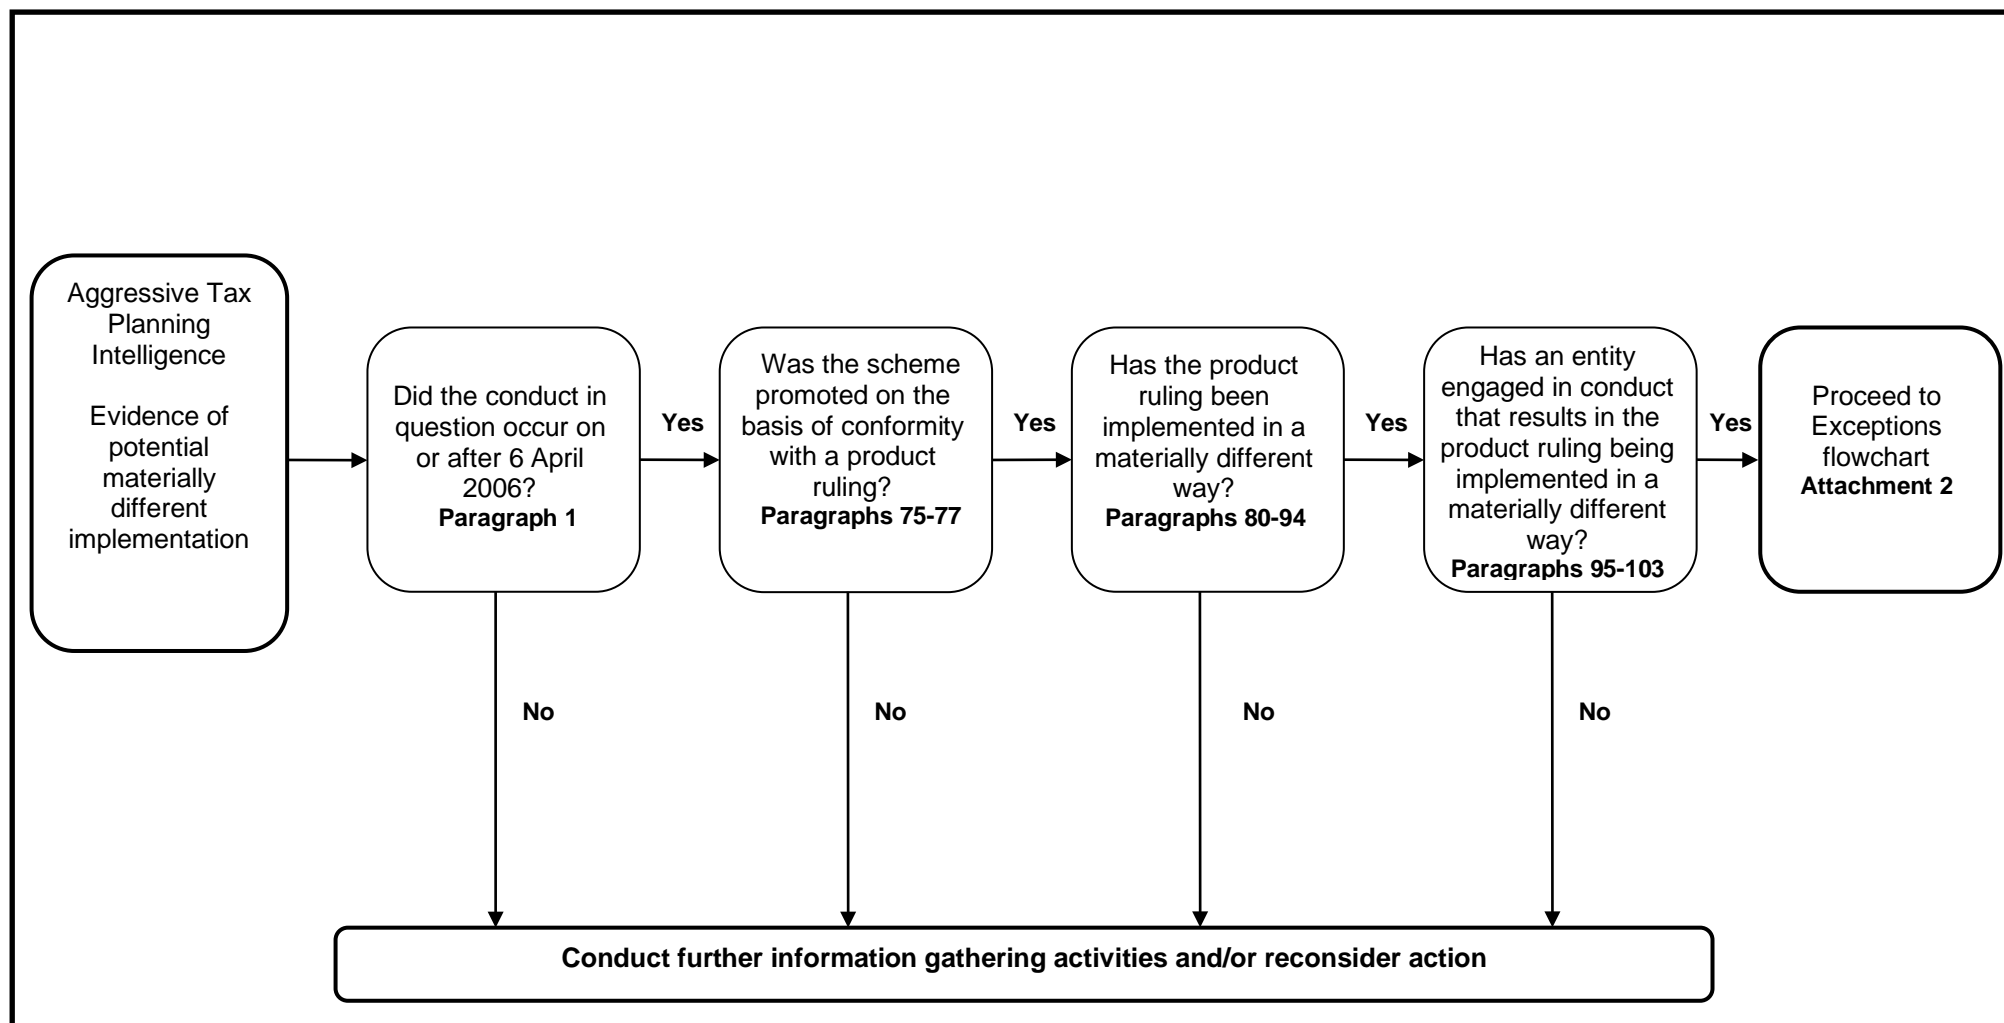 Aggressive Tax
Planning
Intelligence
Evidence of
potential
materially
different
implementation
Did the conduct in
question occur on
or after 6 April
2006?
Paragraph 1
Yes
Was the scheme
promoted on the
basis of conformity
with a product
ruling?
Paragraphs 75-77
Yes
Has the product
ruling been
implemented in a
materially different
way?
Paragraphs 80-94
Yes
Has an entity
engaged in conduct
that results in the
product ruling being
implemented in a
materially different
way?
Paragraphs 95-103
Yes
Proceed to
Exceptions
flowchart
Attachment 2
No
No
No
No
Conduct further information gathering activities and/or reconsider action